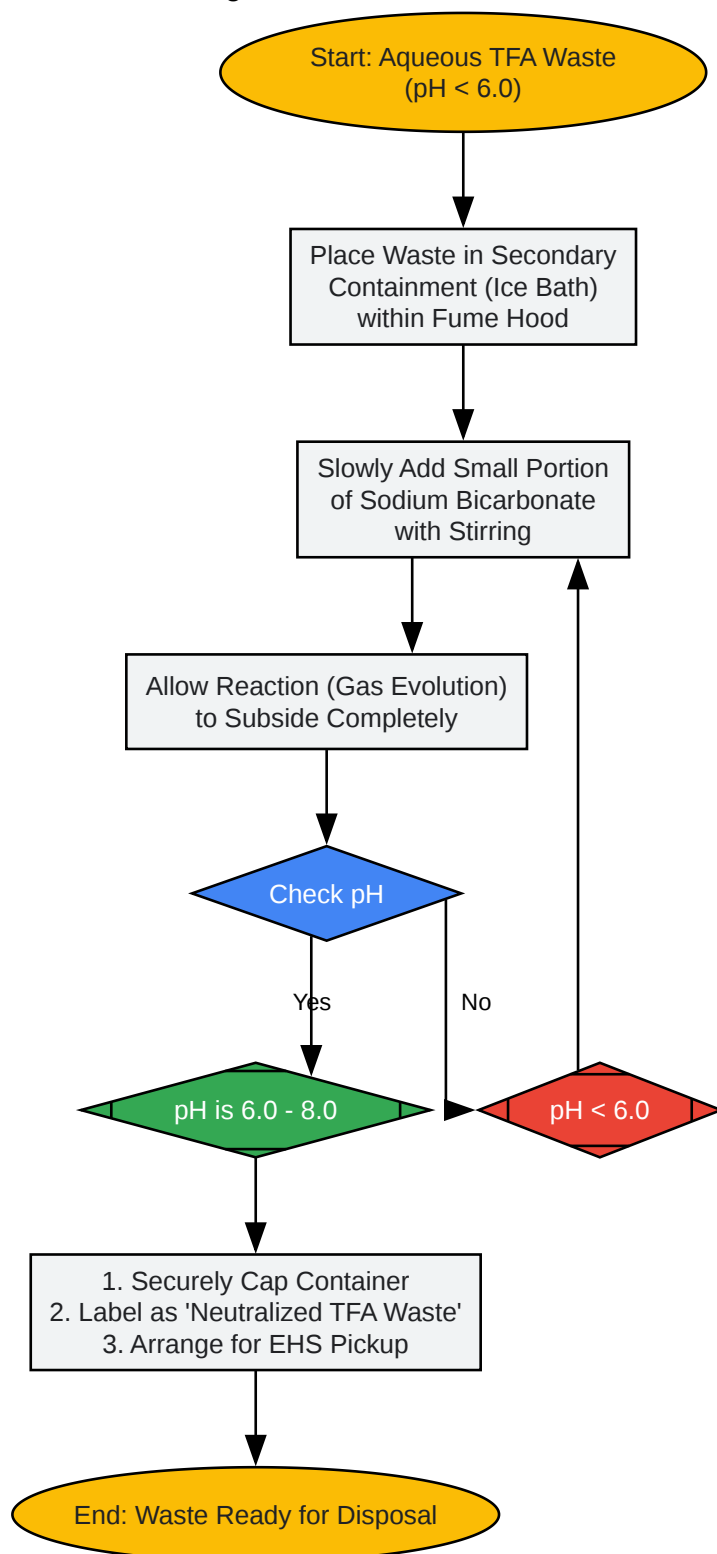 Start: Aqueous TFA Waste
(pH < 6.0)
Place Waste in Secondary
Containment (Ice Bath)
within Fume Hood
Slowly Add Small Portion
of Sodium Bicarbonate
with Stirring
Allow Reaction (Gas Evolution)
to Subside Completely
Check pH
Yes
No
pH is 6.0 - 8.0
pH < 6.0
1. Securely Cap Container
2. Label as 'Neutralized TFA Waste'
3. Arrange for EHS Pickup
End: Waste Ready for Disposal